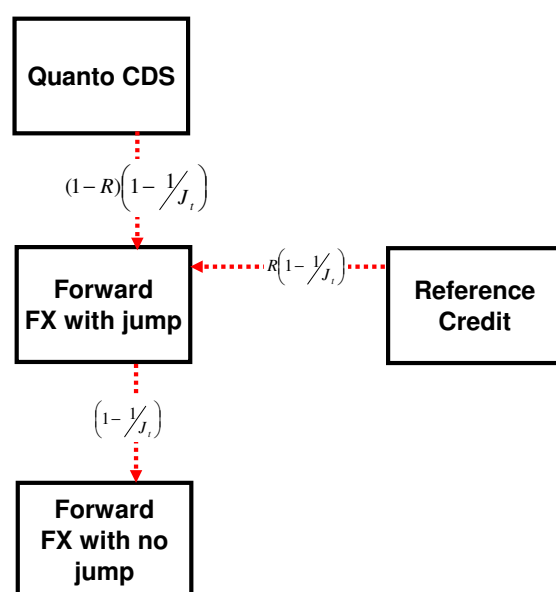 Quanto CDS
(1 − R)(1 − 1/J_t)
Forward
FX with jump
R(1 − 1/J_t)
Reference
Credit
(1 − 1/J_t)
Forward
FX with no
jump